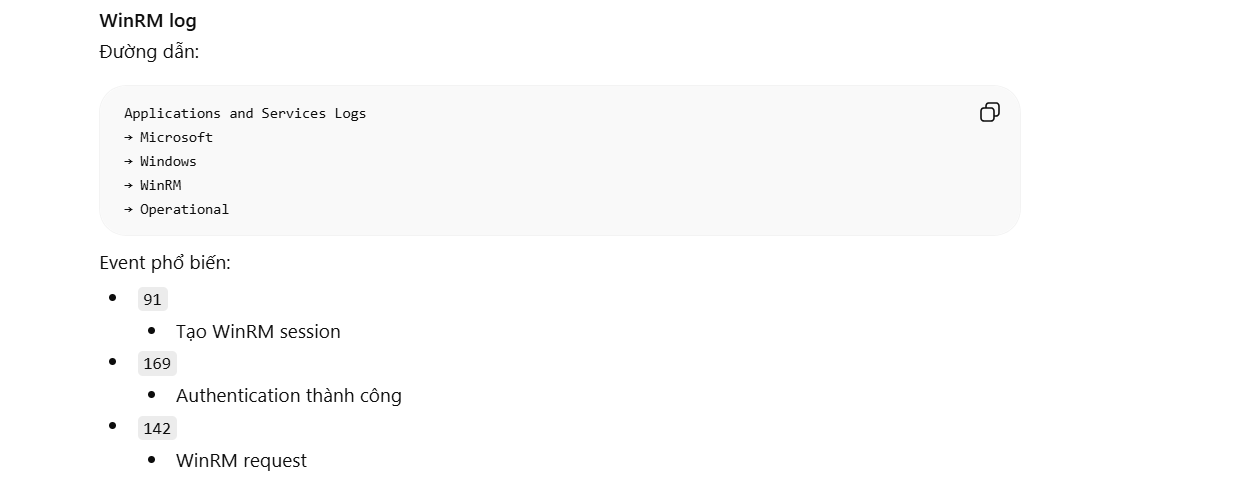 WinRM log
Đường dẫn:
Applications and Services Logs
→ Microsoft
→ Windows
→ WinRM
→ Operational
Event phổ biến:
• 91
• Tạo WinRM session
• 169
• Authentication thành công
• 142
• WinRM request